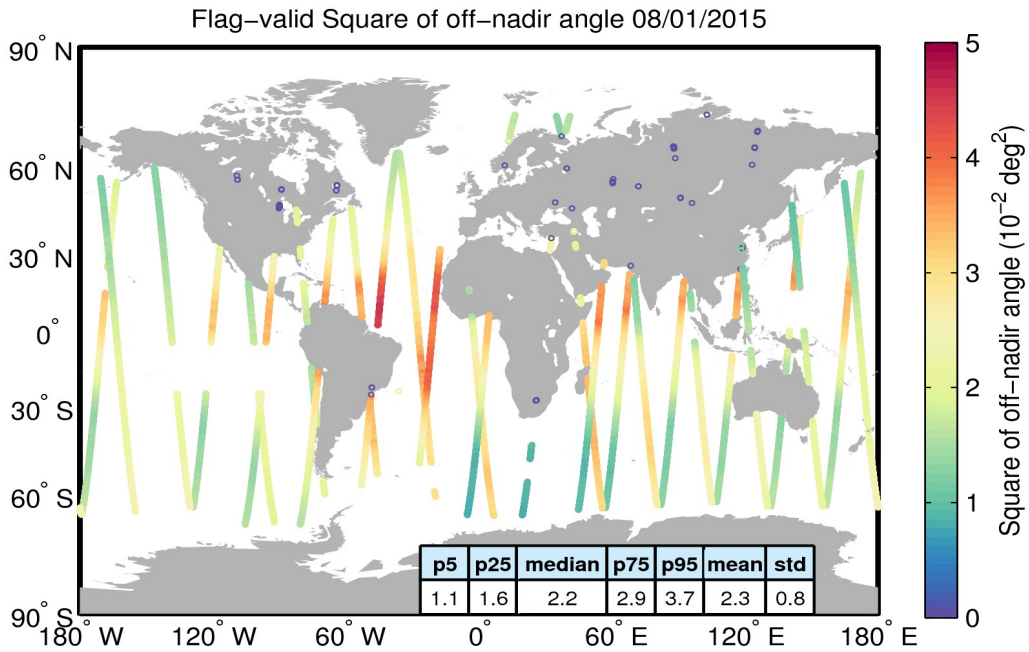 Flag−valid Square of off−nadir angle 08/01/2015
90° N
60° N
30° N
0°
30° S
60° S
90° S
180° W
120° W
60° W
0°
60° E
120° E
180° E
p5 p25 median p75 p95 mean std
1.1 1.6 2.2 2.9 3.7 2.3 0.8
5
4
3
2
1
0
Square of off−nadir angle (10⁻² deg²)